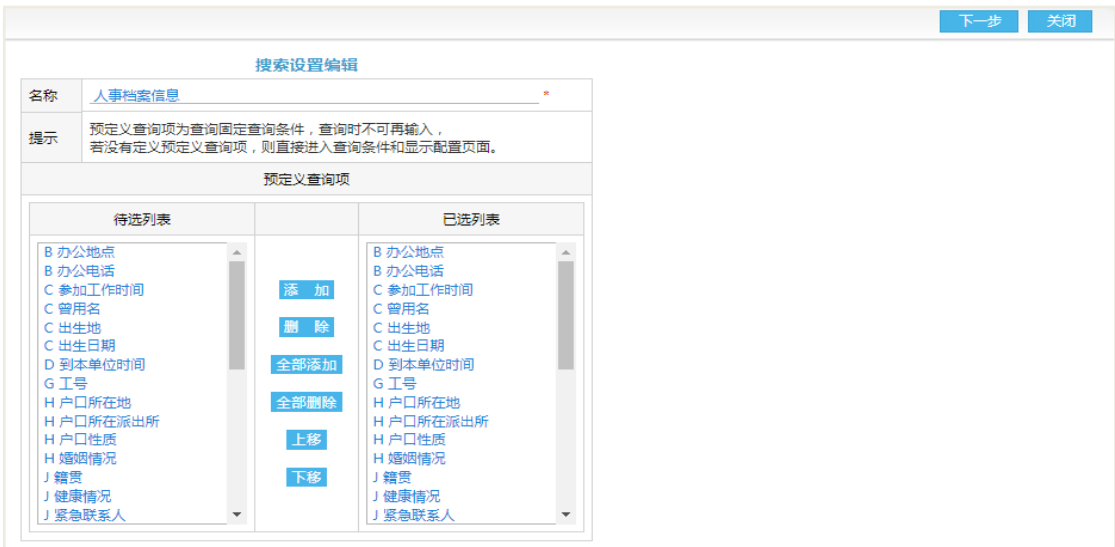 下一步 关闭
搜索设置编辑
名称 人事档案信息 *
提示 预定义查询项为查询固定查询条件，查询时不可再输入，
若没有定义预定义查询项，则直接进入查询条件和显示配置页面。
预定义查询项
待选列表 已选列表
B 办公地点
B 办公电话
C 参加工作时间
C 曾用名
C 出生地
C 出生日期
D 到本单位时间
G 工号
H 户口所在地
H 户口所在派出所
H 户口性质
H 婚姻情况
J 籍贯
J 健康情况
J 紧急联系人
添 加
删 除
全部添加
全部删除
上移
下移
B 办公地点
B 办公电话
C 参加工作时间
C 曾用名
C 出生地
C 出生日期
D 到本单位时间
G 工号
H 户口所在地
H 户口所在派出所
H 户口性质
H 婚姻情况
J 籍贯
J 健康情况
J 紧急联系人